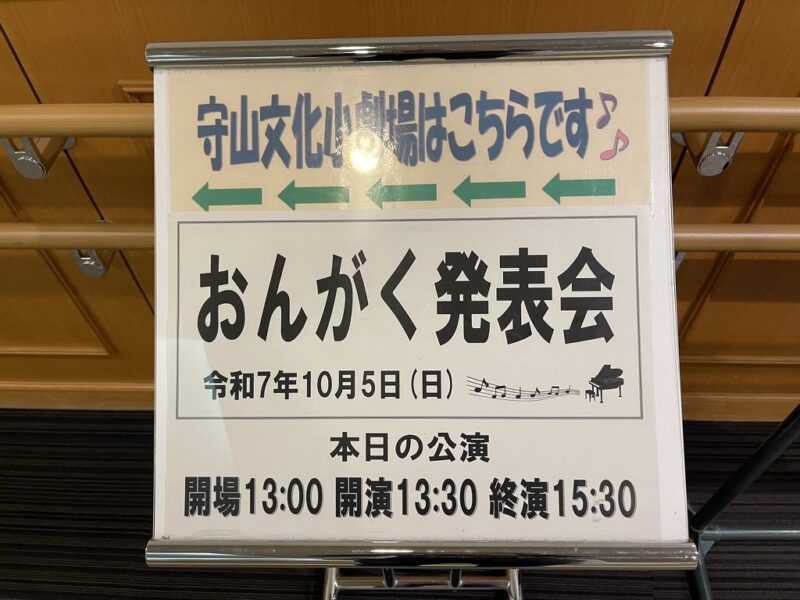 守山文化小劇場はこちらです♪♪
おんがく発表会
令和7年10月5日(日)
本日の公演
開場13:00 開演13:30 終演15:30